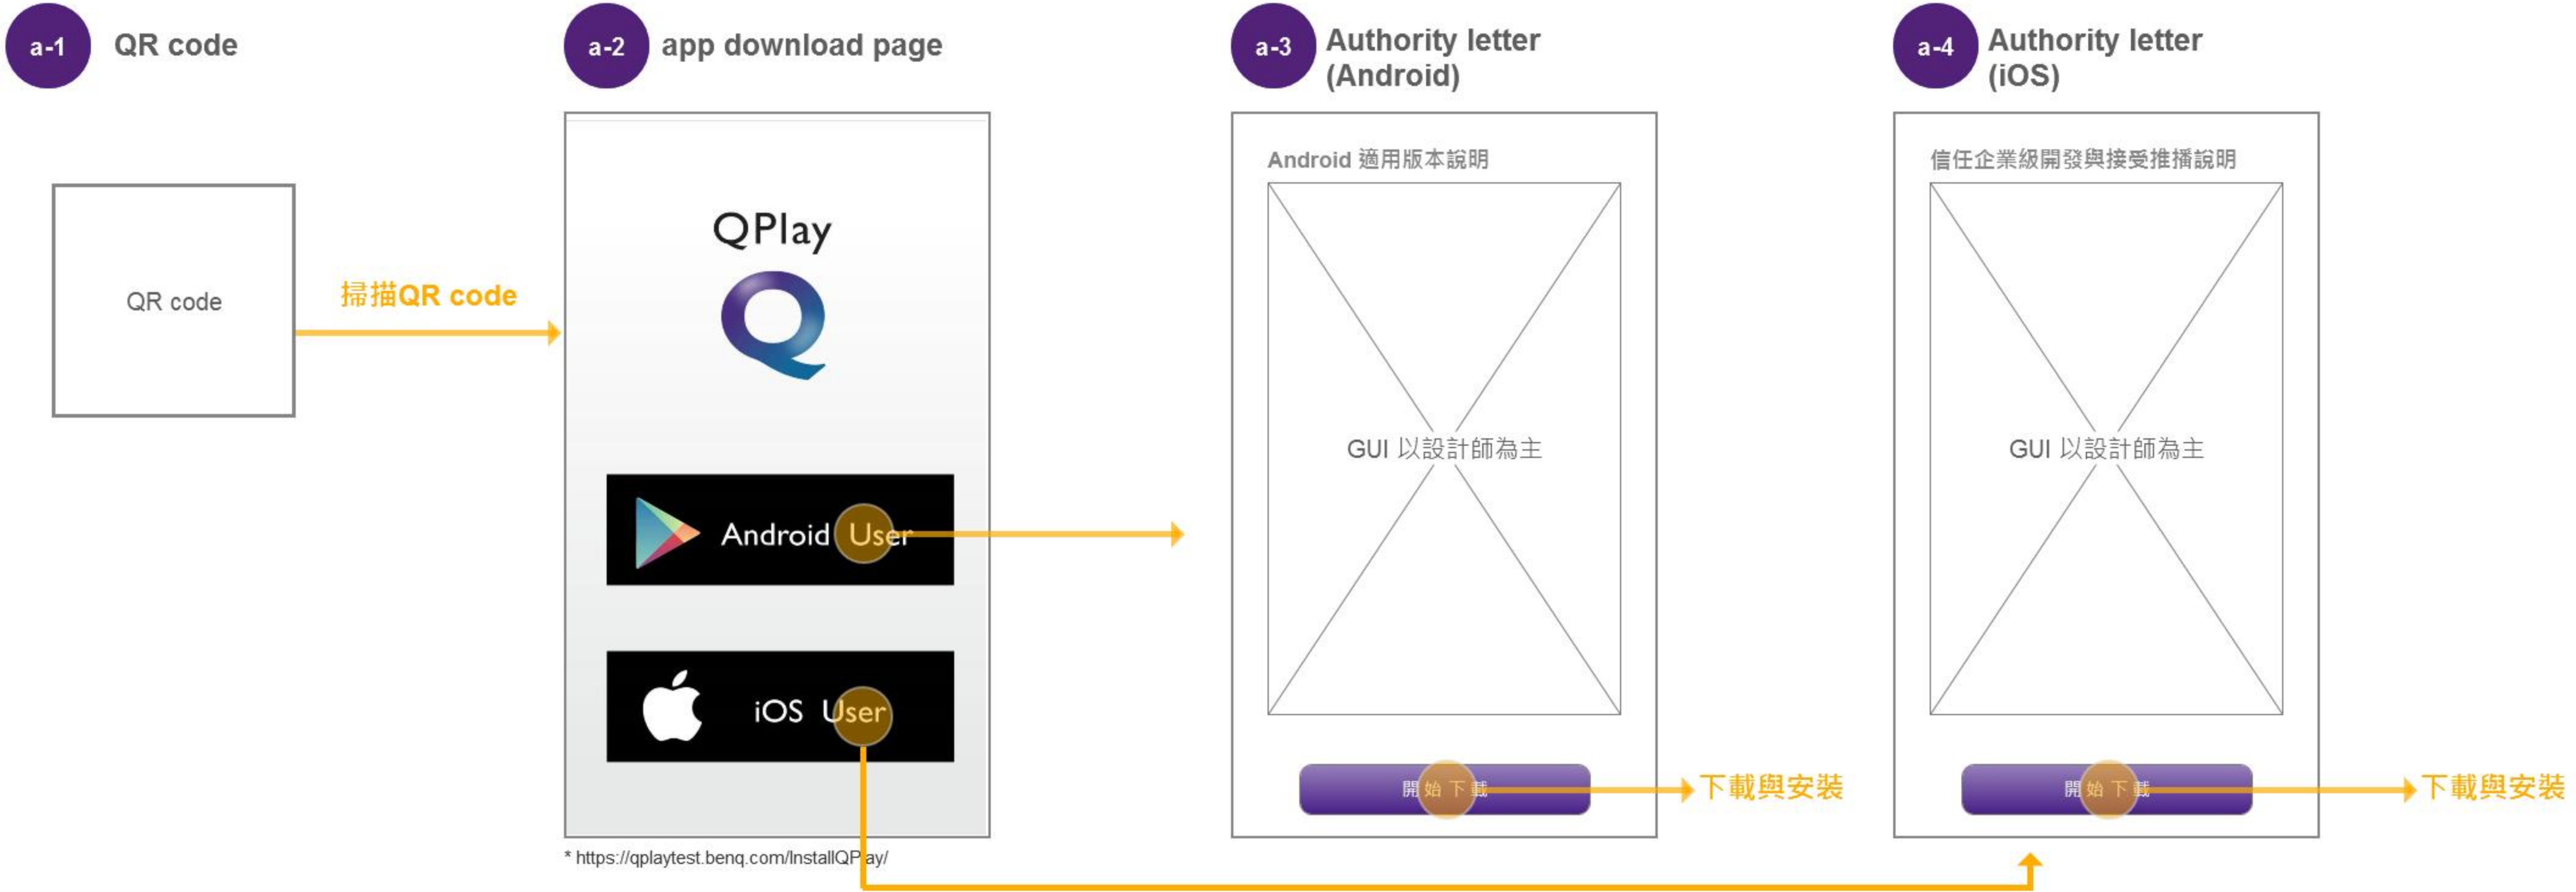 a-1
QR code
QR code
掃描QR code
a-2
app download page
QPlay
Android User
iOS User
* https://qplaytest.benq.com/InstallQPlay/
a-3
Authority letter
(Android)
Android 適用版本說明
GUI 以設計師為主
開始下載
下載與安裝
a-4
Authority letter
(iOS)
信任企業級開發與接受推播說明
GUI 以設計師為主
開始下載
下載與安裝